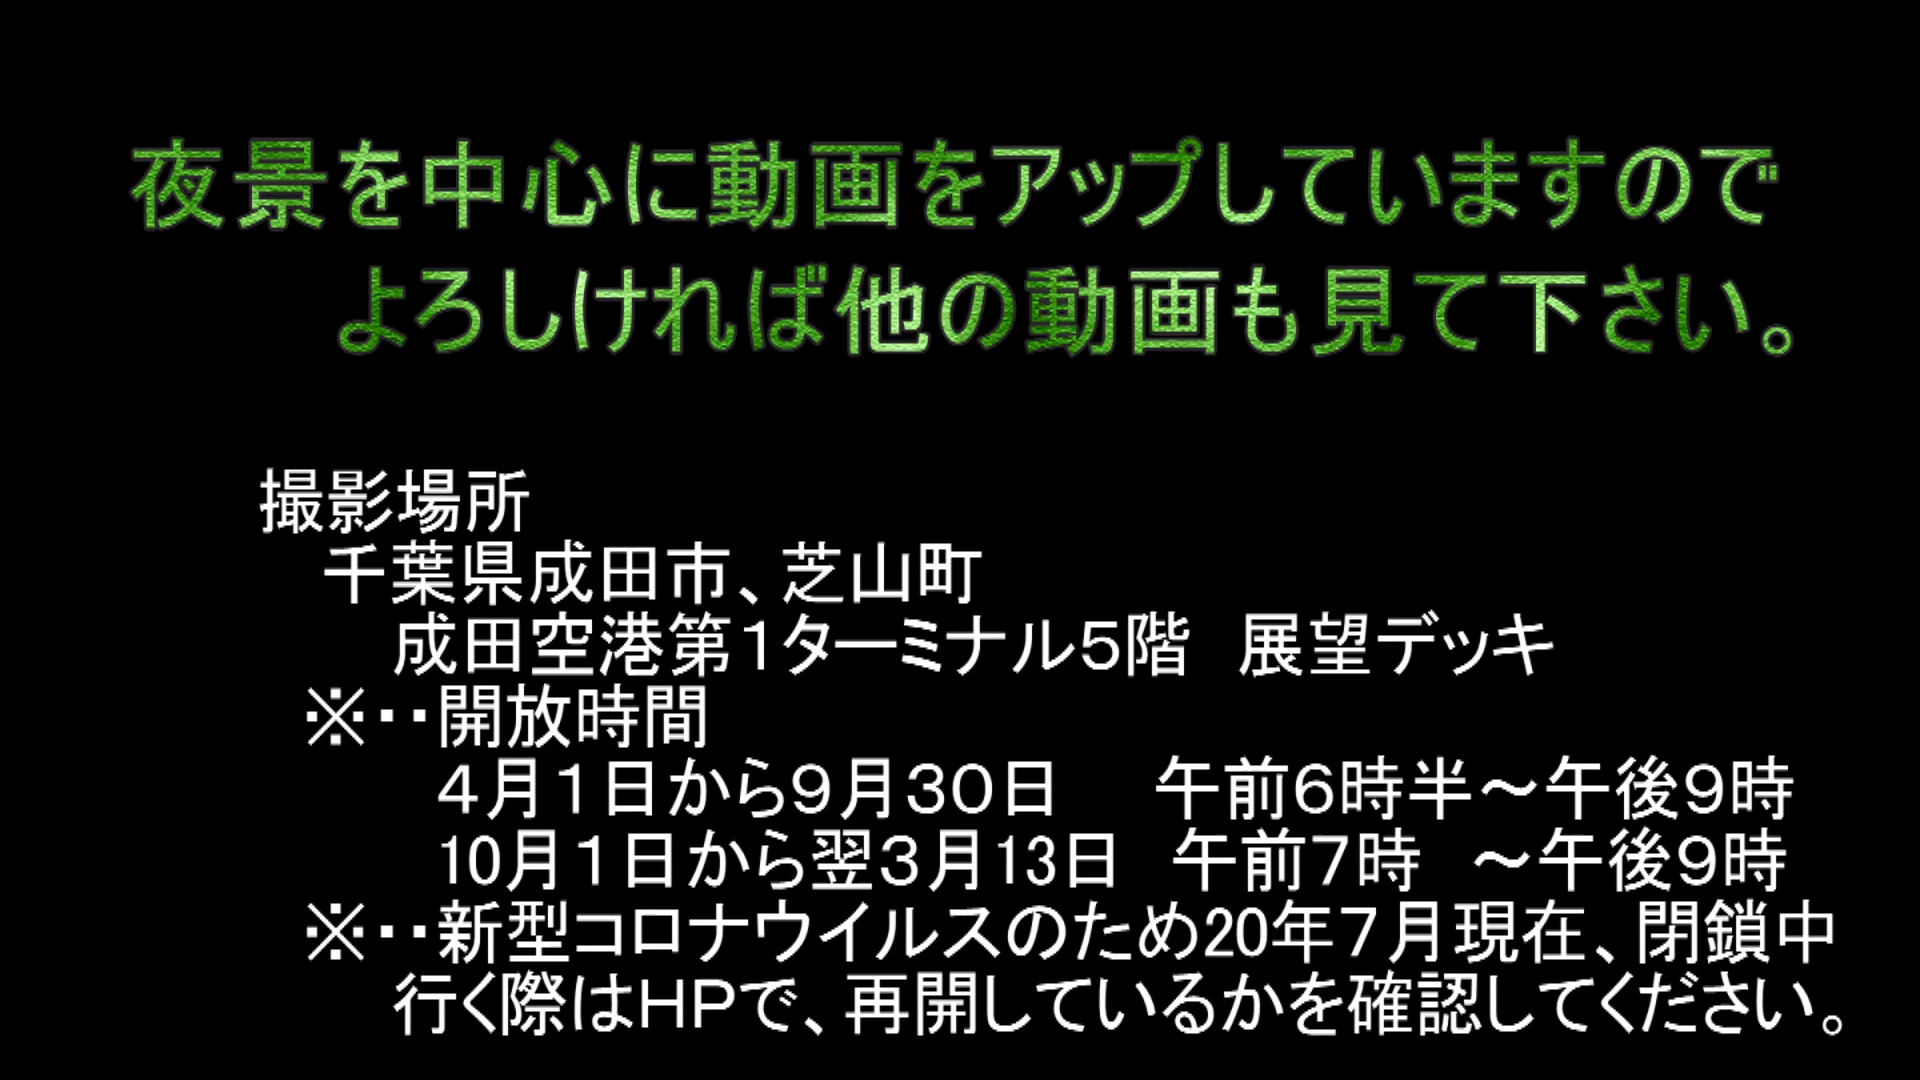 夜景を中心に動画をアップしていますので
よろしければ他の動画も見て下さい。
撮影場所
千葉県成田市、芝山町
成田空港第１ターミナル５階　展望デッキ
※・・開放時間
４月１日から９月３０日　午前６時半～午後９時
10月１日から翌３月13日　午前７時　～午後９時
※・・新型コロナウイルスのため20年７月現在、閉鎖中
行く際はＨＰで、再開しているかを確認してください。